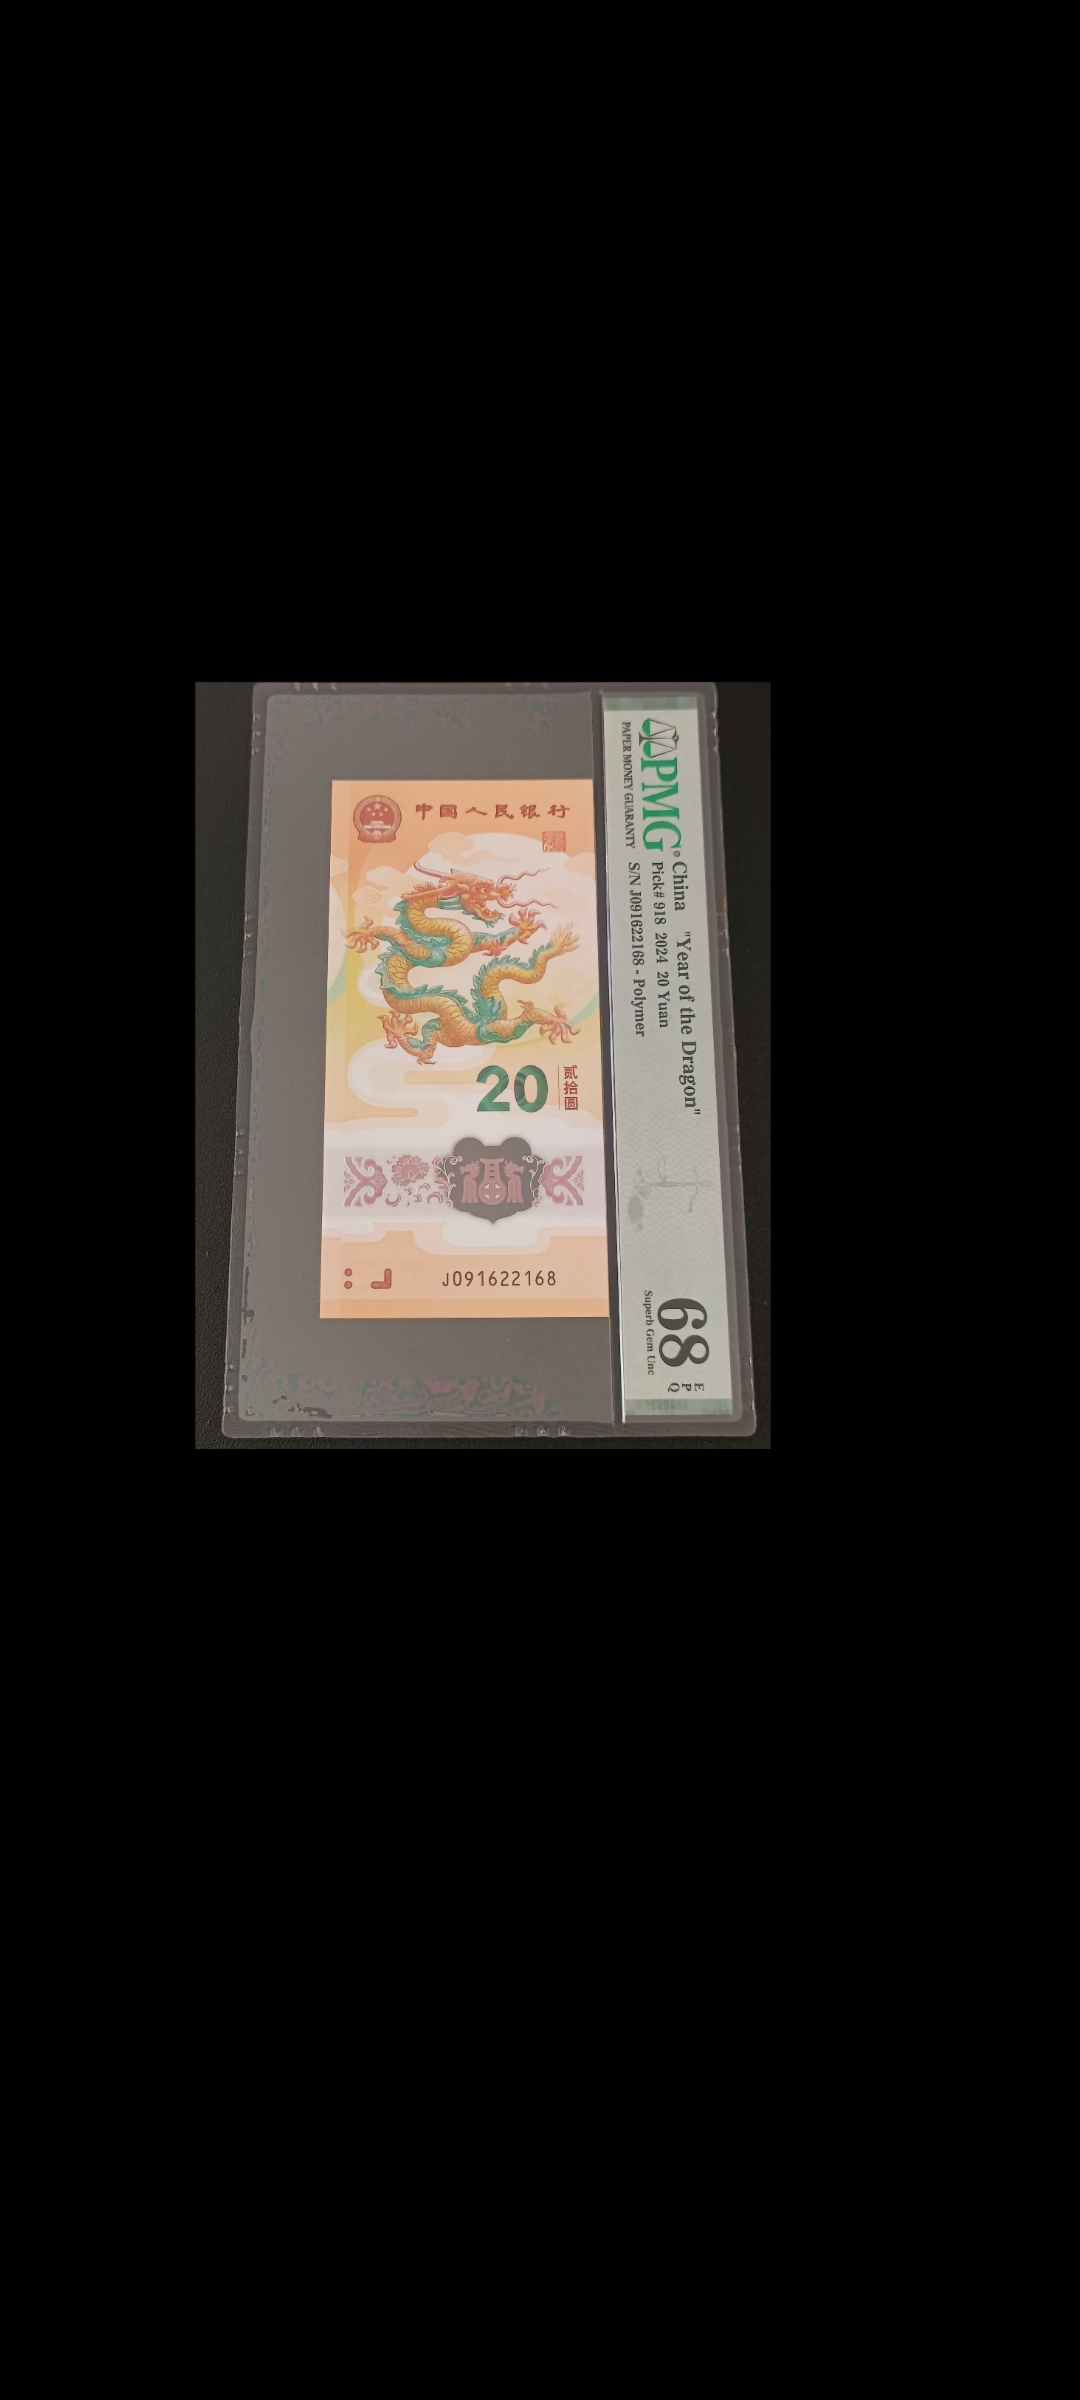 中国人民银行
20
贰拾圆
福
J091622168
PMG®
PAPER MONEY GUARANTY
China "Year of the Dragon"
Pick# 918 2024 20 Yuan
S/N J091622168 - Polymer
68
EPQ
Superb Gem Unc